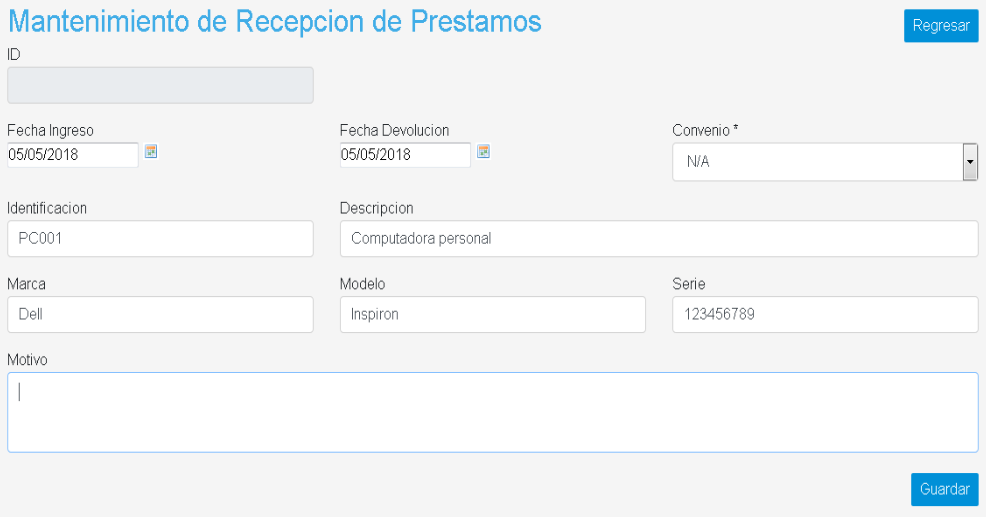 Mantenimiento de Recepcion de Prestamos
Regresar
ID
Fecha Ingreso
Fecha Devolucion
Convenio *
05/05/2018
05/05/2018
N/A
Identificacion
Descripcion
PC001
Computadora personal
Marca
Modelo
Serie
Dell
Inspiron
123456789
Motivo
Guardar